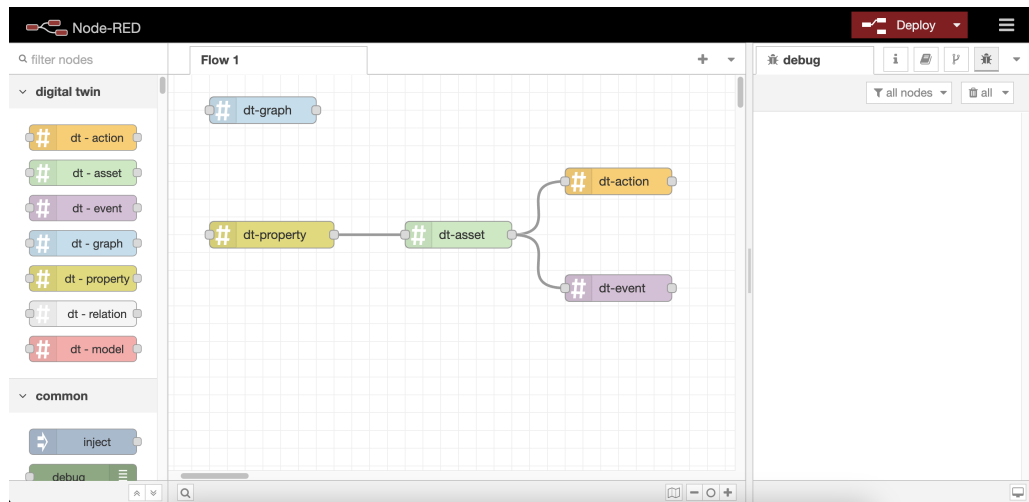 Node-RED
Deploy
filter nodes
Flow 1
debug
i
all nodes
all
digital twin
dt - action
dt - asset
dt - event
dt - graph
dt - property
dt - relation
dt - model
common
inject
debug
dt-graph
dt-action
dt-property
dt-asset
dt-event